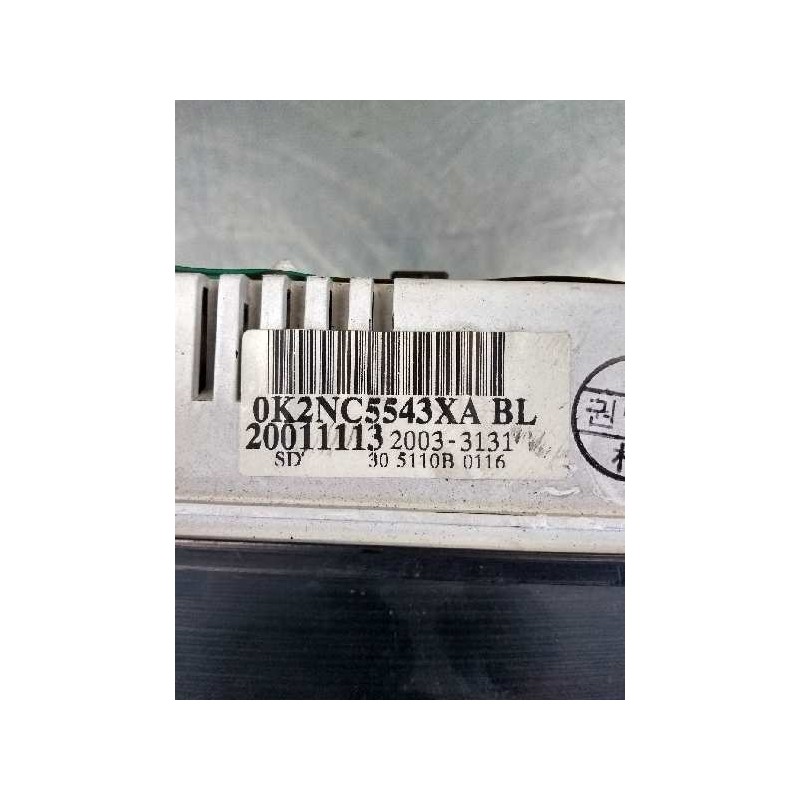 0K2NC5543XA BL
20011113 2003-3131
SD 30 5110B 0116